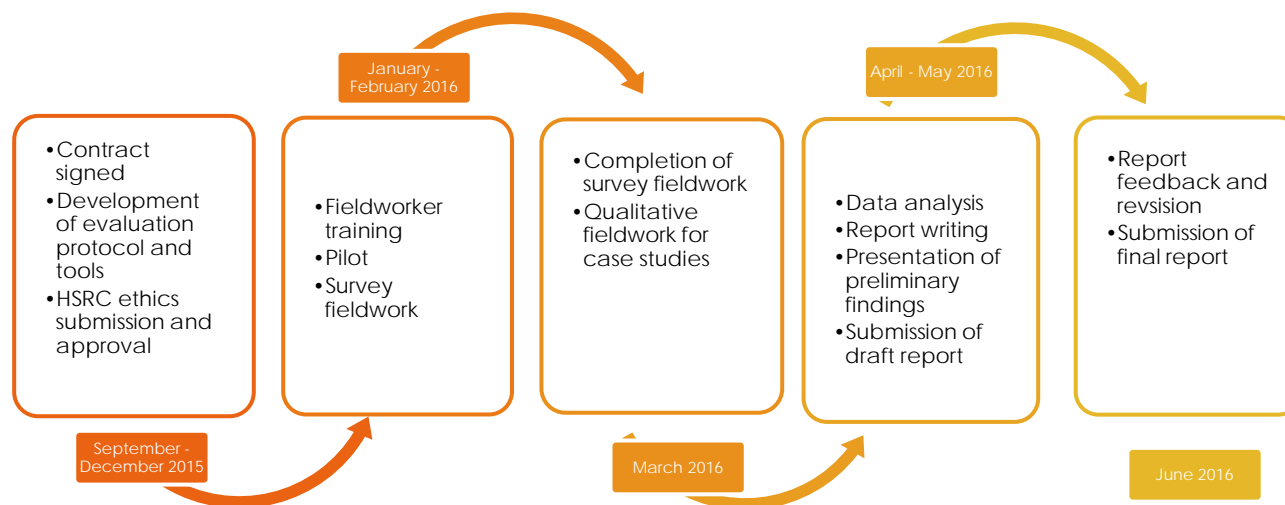 •Contract
signed
•Development
of evaluation
protocol and
tools
•HSRC ethics
submission and
approval
September -
December 2015
January -
February 2016
•Fieldworker
training
•Pilot
•Survey
fieldwork
•Completion of
survey fieldwork
•Qualitative
fieldwork for
case studies
March 2016
April - May 2016
•Data analysis
•Report writing
•Presentation of
preliminary
findings
•Submission of
draft report
•Report
feedback and
revsision
•Submission of
final report
June 2016